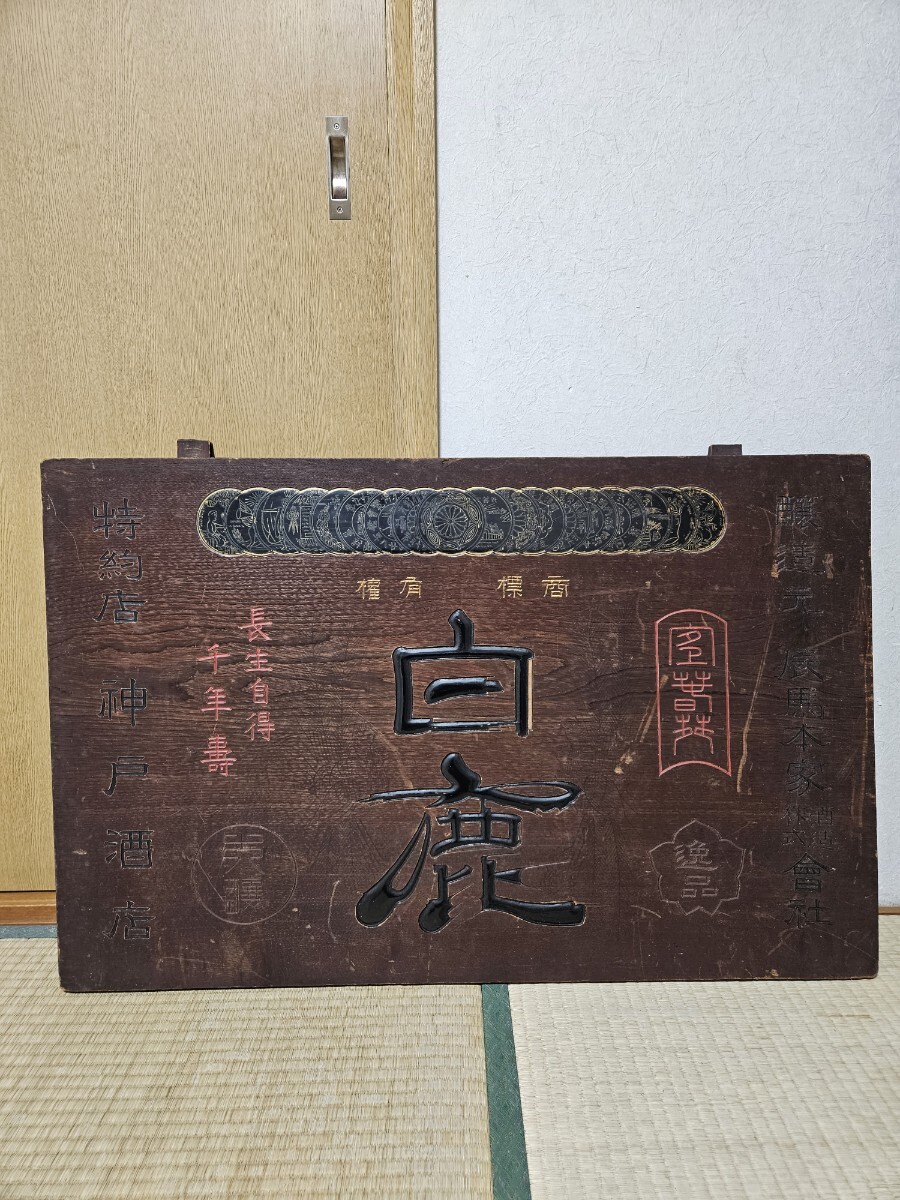 醸造元 辰馬本家酒造株式會社
商標 有権
白鹿
長生自得
千年壽
逸品
特約店 神戸酒店